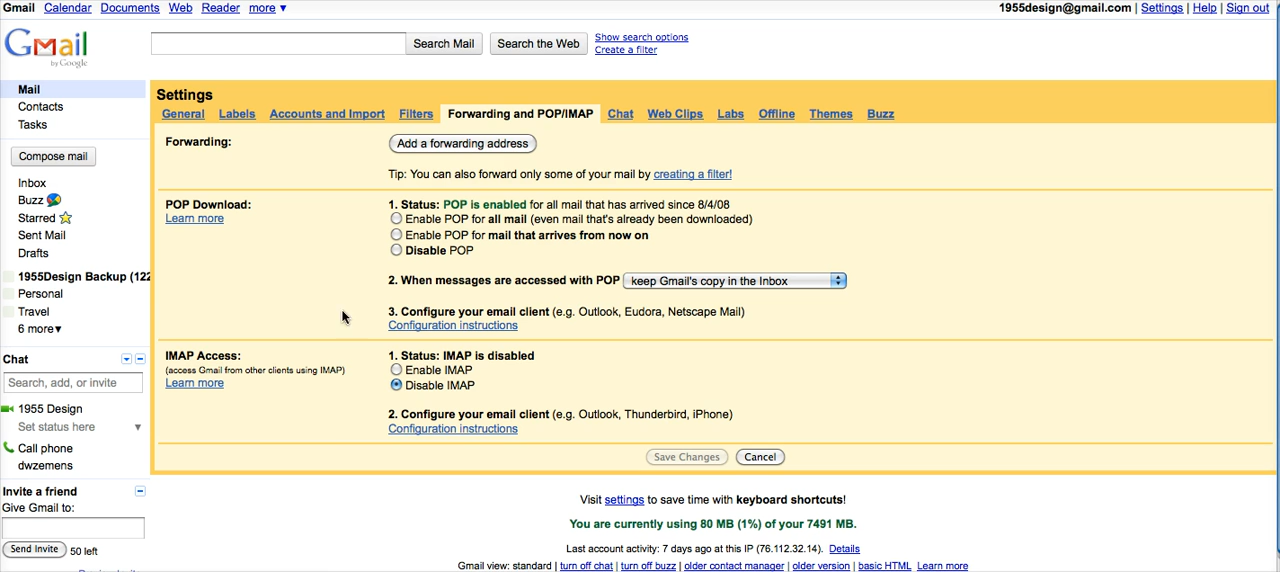 Gmail Calendar Documents Web Reader more ▼
1955design@gmail.com | Settings | Help | Sign out
Gmail
by Google
Search Mail
Search the Web
Show search options
Create a filter
Mail
Contacts
Tasks
Compose mail
Inbox
Buzz
Starred
Sent Mail
Drafts
1955Design Backup (122
Personal
Travel
6 more▼
Chat
Search, add, or invite
1955 Design
Set status here
Call phone
dwzemens
Invite a friend
Give Gmail to:
Send Invite 50 left
Settings
General Labels Accounts and Import Filters Forwarding and POP/IMAP Chat Web Clips Labs Offline Themes Buzz
Forwarding:
Add a forwarding address
Tip: You can also forward only some of your mail by creating a filter!
POP Download:
Learn more
1. Status: POP is enabled for all mail that has arrived since 8/4/08
Enable POP for all mail (even mail that's already been downloaded)
Enable POP for mail that arrives from now on
Disable POP
2. When messages are accessed with POP keep Gmail's copy in the Inbox
3. Configure your email client (e.g. Outlook, Eudora, Netscape Mail)
Configuration instructions
IMAP Access:
(access Gmail from other clients using IMAP)
Learn more
1. Status: IMAP is disabled
Enable IMAP
Disable IMAP
2. Configure your email client (e.g. Outlook, Thunderbird, iPhone)
Configuration instructions
Save Changes Cancel
Visit settings to save time with keyboard shortcuts!
You are currently using 80 MB (1%) of your 7491 MB.
Last account activity: 7 days ago at this IP (76.112.32.14). Details
Gmail view: standard | turn off chat | turn off buzz | older contact manager | older version | basic HTML Learn more